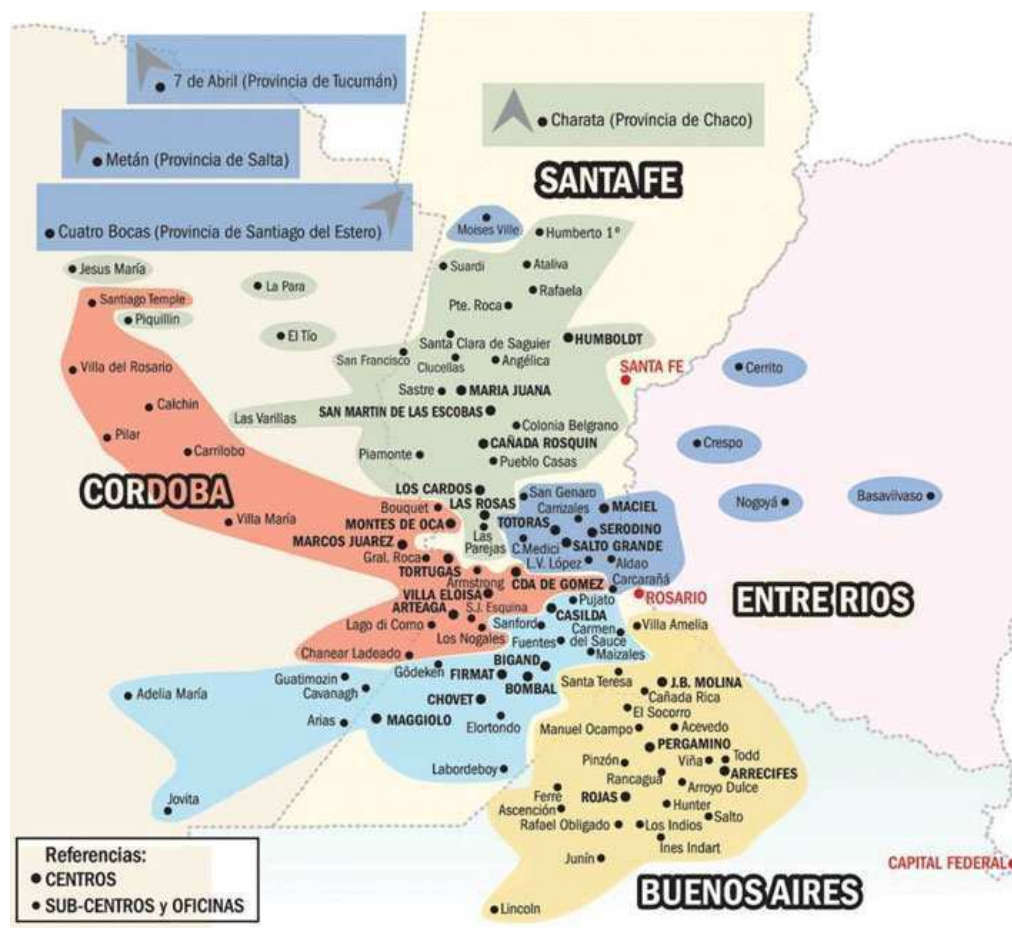 7 de Abril (Provincia de Tucumán)
Charata (Provincia de Chaco)
Metán (Provincia de Salta)
SANTA FE
Cuatro Bocas (Provincia de Santiago del Estero)
Moises Ville
Humberto 1º
Jesus María
Suardi
Ataliva
La Para
Rafaela
Santiago Temple
Pte. Roca
Piquillin
El Tío
Santa Clara de Saguier
HUMBOLDT
San Francisco
Clucellas
Angélica
SANTA FE
Cerrito
Villa del Rosario
Sastre
MARIA JUANA
Calchin
Las Varillas
SAN MARTIN DE LAS ESCOBAS
Colonia Belgrano
Pilar
CAÑADA ROSQUIN
Crespo
Carrilobo
Piamonte
Pueblo Casas
CORDOBA
LOS CARDOS
San Genaro
Nogoyá
Basavilvaso
Bouquet
LAS ROSAS
Carrizales
MACIEL
Villa María
MONTES DE OCA
TOTORAS
SERODINO
MARCOS JUAREZ
Las
Parejas
C.Medici
SALTO GRANDE
Gral. Roca
L.V. López
Aldao
TORTUGAS
Armstrong
CDA DE GOMEZ
Carcarañá
VILLA ELOISA
Pujato
ROSARIO
ENTRE RIOS
ARTEAGA
S.J. Esquina
CASILDA
Lago di Como
Sanford
Carmen
del Sauce
Villa Amelia
Los Nogales
Fuentes
Chanear Ladeado
BIGAND
Maizales
Gödeken
Guatimozin
FIRMAT
Santa Teresa
J.B. MOLINA
Cavanagh
BOMBAL
Adelia María
CHOVET
Cañada Rica
El Socorro
Arias
MAGGIOLO
Elortondo
Manuel Ocampo
Acevedo
PERGAMINO
Pinzón
Viña
Todd
Labordeboy
Rancagua
ARRECIFES
Arroyo Dulce
Ferré
ROJAS
Jovita
Ascención
Hunter
Salto
Rafael Obligado
Los Indios
Ines Indart
Junín
Referencias:
CENTROS
SUB-CENTROS y OFICINAS
CAPITAL FEDERAL
BUENOS AIRES
Lincoln